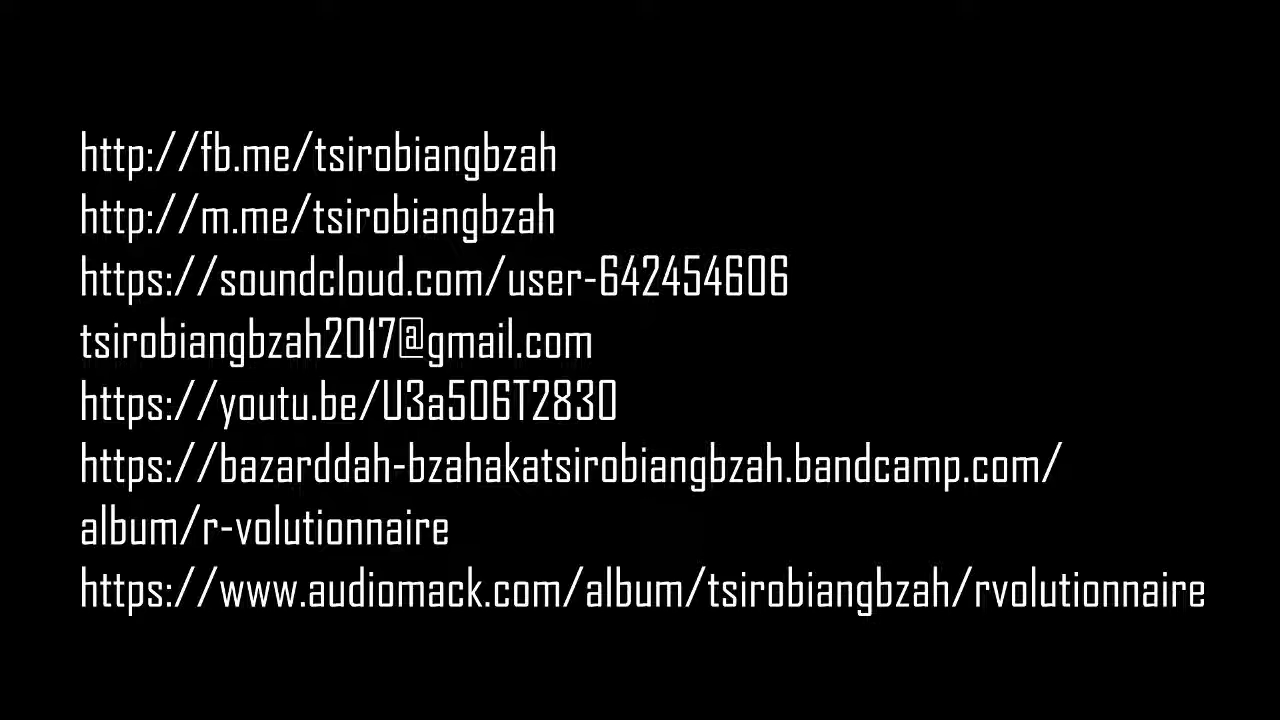 http://fb.me/tsirobiangbzah
http://m.me/tsirobiangbzah
https://soundcloud.com/user-642454606
tsirobiangbzah2017@gmail.com
https://youtu.be/U3a506T2830
https://bazarddah-bzahakatsirobiangbzah.bandcamp.com/
album/r-volutionnaire
https://www.audiomack.com/album/tsirobiangbzah/rvolutionnaire